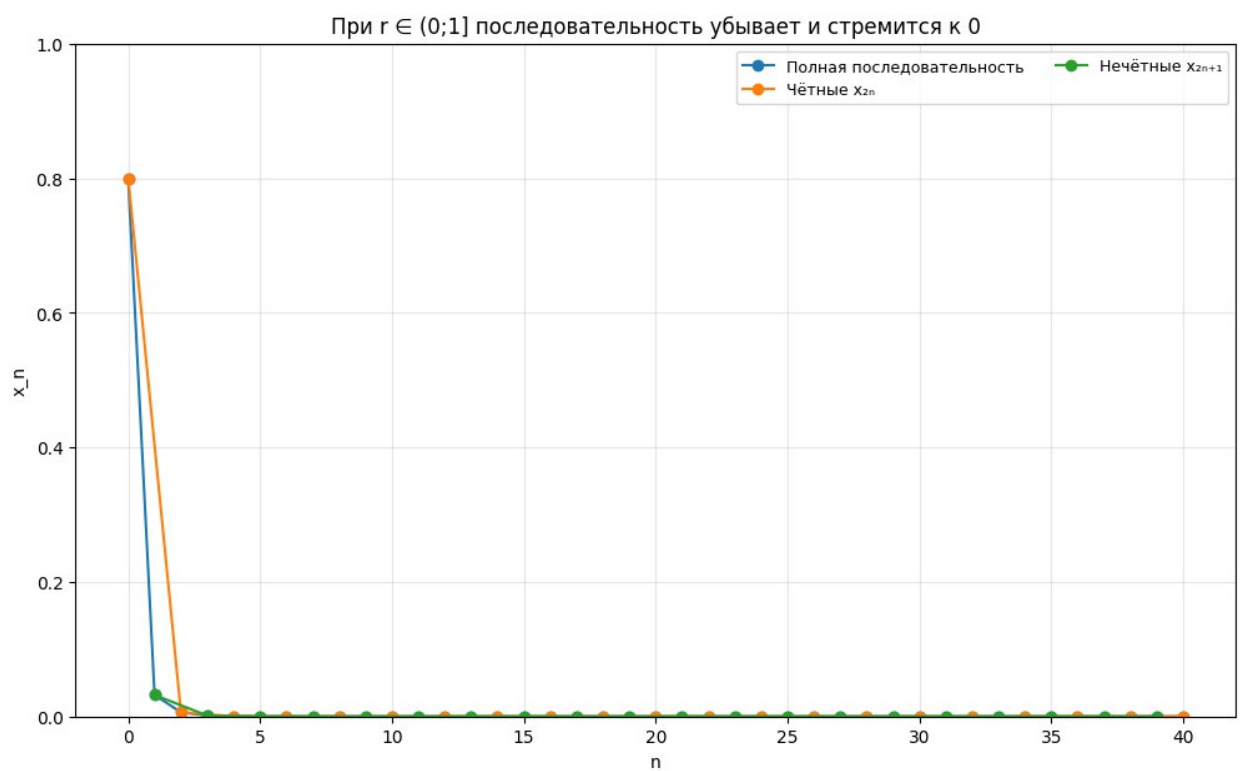 При r ∈ (0;1] последовательность убывает и стремится к 0
Полная последовательность
Чётные x₂ₙ
Нечётные x₂ₙ₊₁
1.0
0.8
0.6
0.4
0.2
0.0
x_n
0 5 10 15 20 25 30 35 40
n